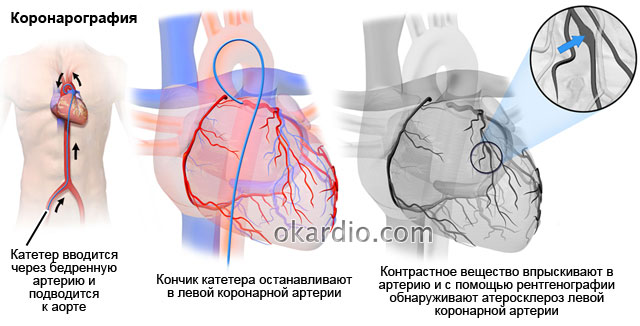 Коронарография
Катетер вводится
через бедренную
артерию и
подводится
к аорте
Кончик катетера останавливают
в левой коронарной артерии
okardio.com
Контрастное вещество впрыскивают в
артерию и с помощью рентгенографии
обнаруживают атеросклероз левой
коронарной артерии